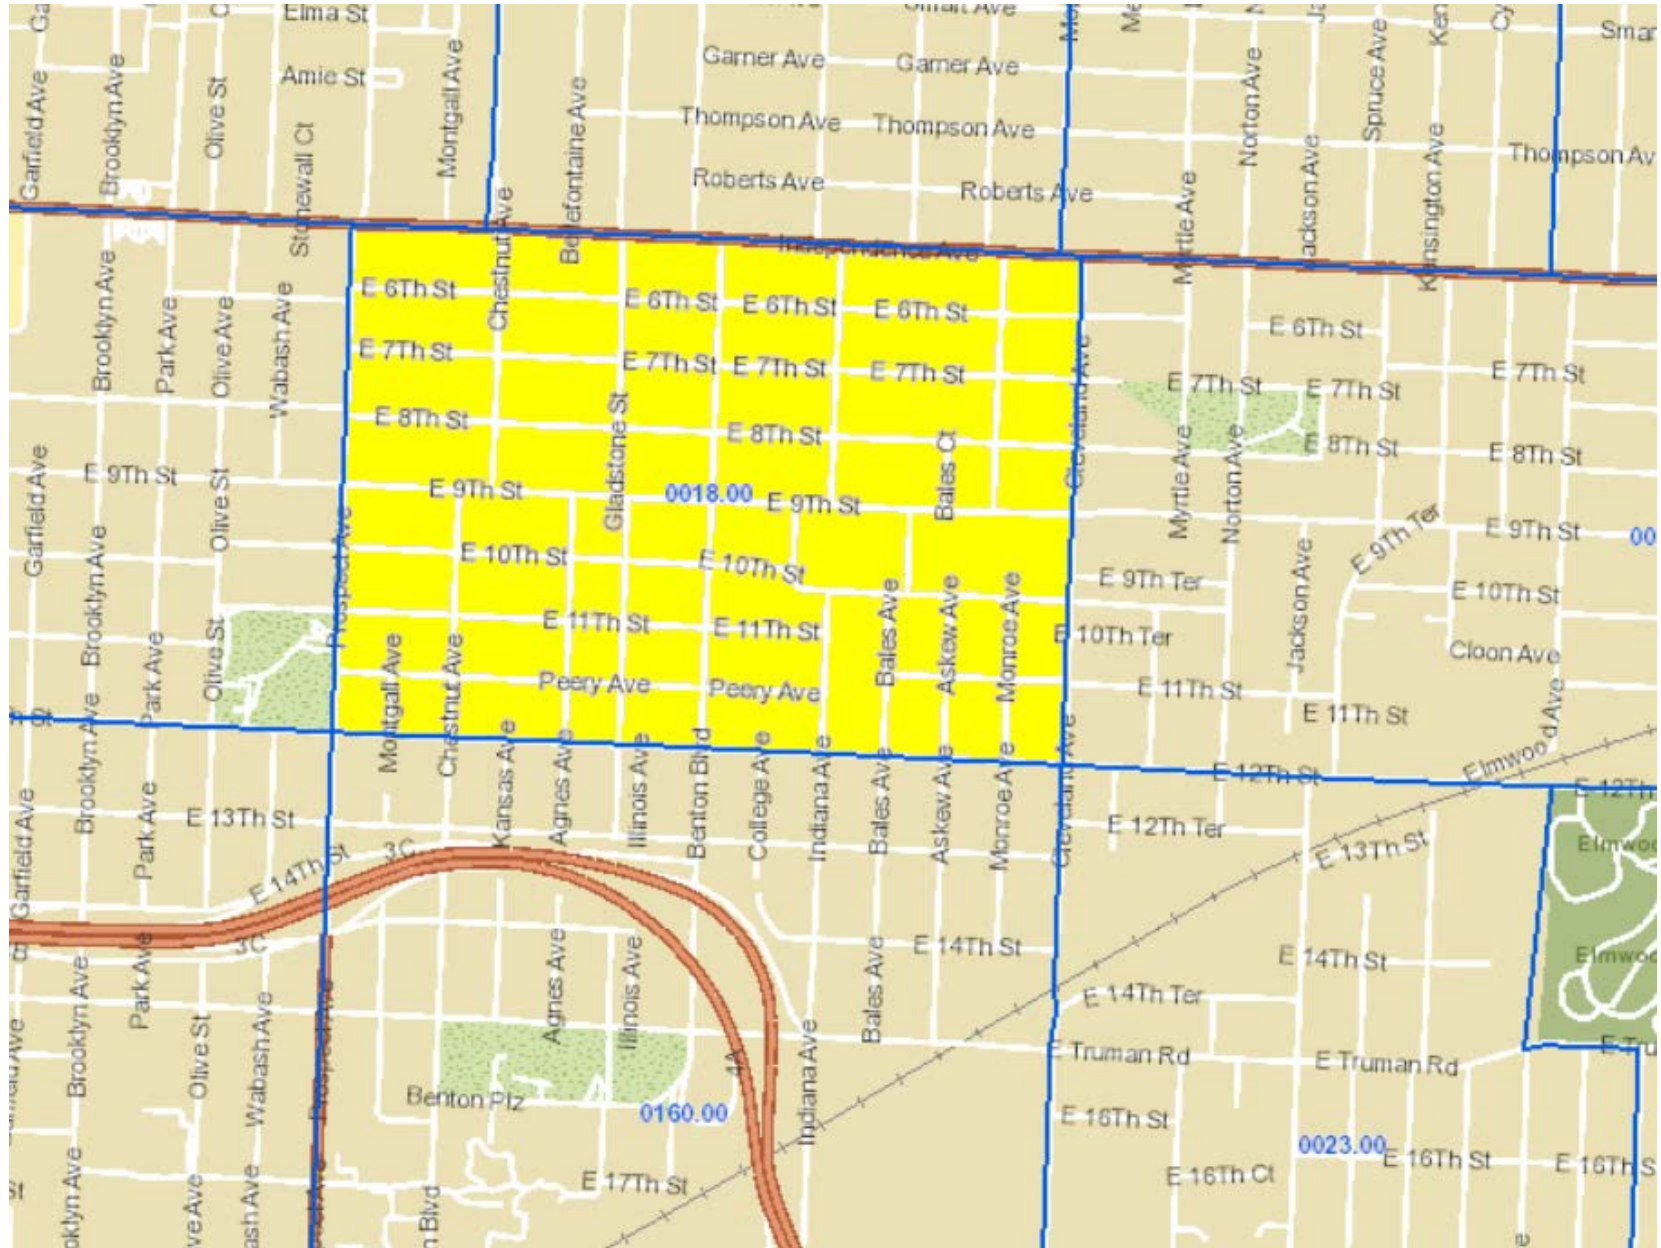 Elma St
Garner Ave
Garner Ave
Amie St
Garfield Ave
Brooklyn Ave
Olive St
Montgall Ave
Bellefontaine Ave
Norton Ave
Spruce Ave
Thompson Ave
Thompson Ave
Stonewall Ct
Jackson Ave
Kensington Ave
Roberts Ave
Roberts Ave
Myrtle Ave
Chestnut Ave
Independence Ave
Brooklyn Ave
Park Ave
Olive Ave
Wabash Ave
E 6Th St
E 6Th St
E 6Th St
E 6Th St
E 6Th St
E 7Th St
E 7Th St
E 7Th St
E 7Th St
E 7Th St
E 7Th St
E 7Th St
Cleveland Ave
E 8Th St
E 8Th St
E 8Th St
E 8Th St
Gladstone St
Bales Ct
Myrtle Ave
Norton Ave
Garfield Ave
E 9Th St
Olive St
E 9Th St
0018.00
E 9Th St
E 9Th Ter
E 9Th St
00
Brooklyn Ave
Prospect Ave
E 10Th St
E 10Th St
E 9Th Ter
Jackson Ave
E 10Th St
Bales Ave
Askew Ave
Monroe Ave
Olive St
Park Ave
E 11Th St
E 11Th St
E 10Th Ter
Cloon Ave
Montgall Ave
Chestnut Ave
Peery Ave
Peery Ave
E 11Th St
E 11Th St
Elmwood Ave
Brooklyn Ave
Kansas Ave
Agnes Ave
Illinois Ave
Benton Blvd
College Ave
Indiana Ave
Bales Ave
Askew Ave
Monroe Ave
Cleveland Ave
E 12Th St
E 12Th
Garfield Ave
Park Ave
E 13Th St
E 12Th Ter
E 13Th St
E 14Th St
3C
3C
E 14Th St
E 14Th St
Park Ave
Agnes Ave
Illinois Ave
Bales Ave
E 14Th Ter
Brooklyn Ave
Olive St
Wabash Ave
Prospect Ave
4A
Indiana Ave
E Truman Rd
E Truman Rd
Benton Plz
0160.00
E 16Th St
0023.00
E 17Th St
E 16Th Ct
E 16Th St
E 16Th S